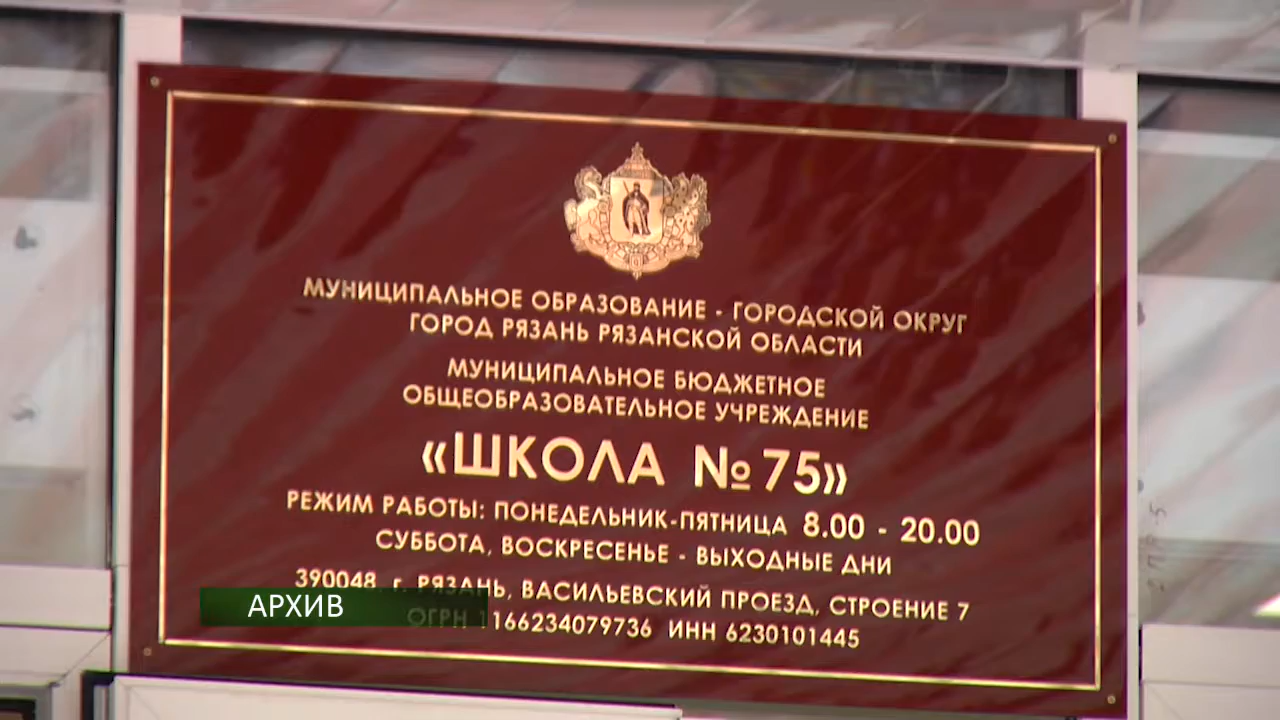 МУНИЦИПАЛЬНОЕ ОБРАЗОВАНИЕ - ГОРОДСКОЙ ОКРУГ
ГОРОД РЯЗАНЬ РЯЗАНСКОЙ ОБЛАСТИ
МУНИЦИПАЛЬНОЕ БЮДЖЕТНОЕ
ОБЩЕОБРАЗОВАТЕЛЬНОЕ УЧРЕЖДЕНИЕ
«ШКОЛА №75»
РЕЖИМ РАБОТЫ: ПОНЕДЕЛЬНИК-ПЯТНИЦА 8.00 - 20.00
СУББОТА, ВОСКРЕСЕНЬЕ - ВЫХОДНЫЕ ДНИ
390048, г. РЯЗАНЬ, ВАСИЛЬЕВСКИЙ ПРОЕЗД, СТРОЕНИЕ 7
ОГРН 1166234079736 ИНН 6230101445
АРХИВ